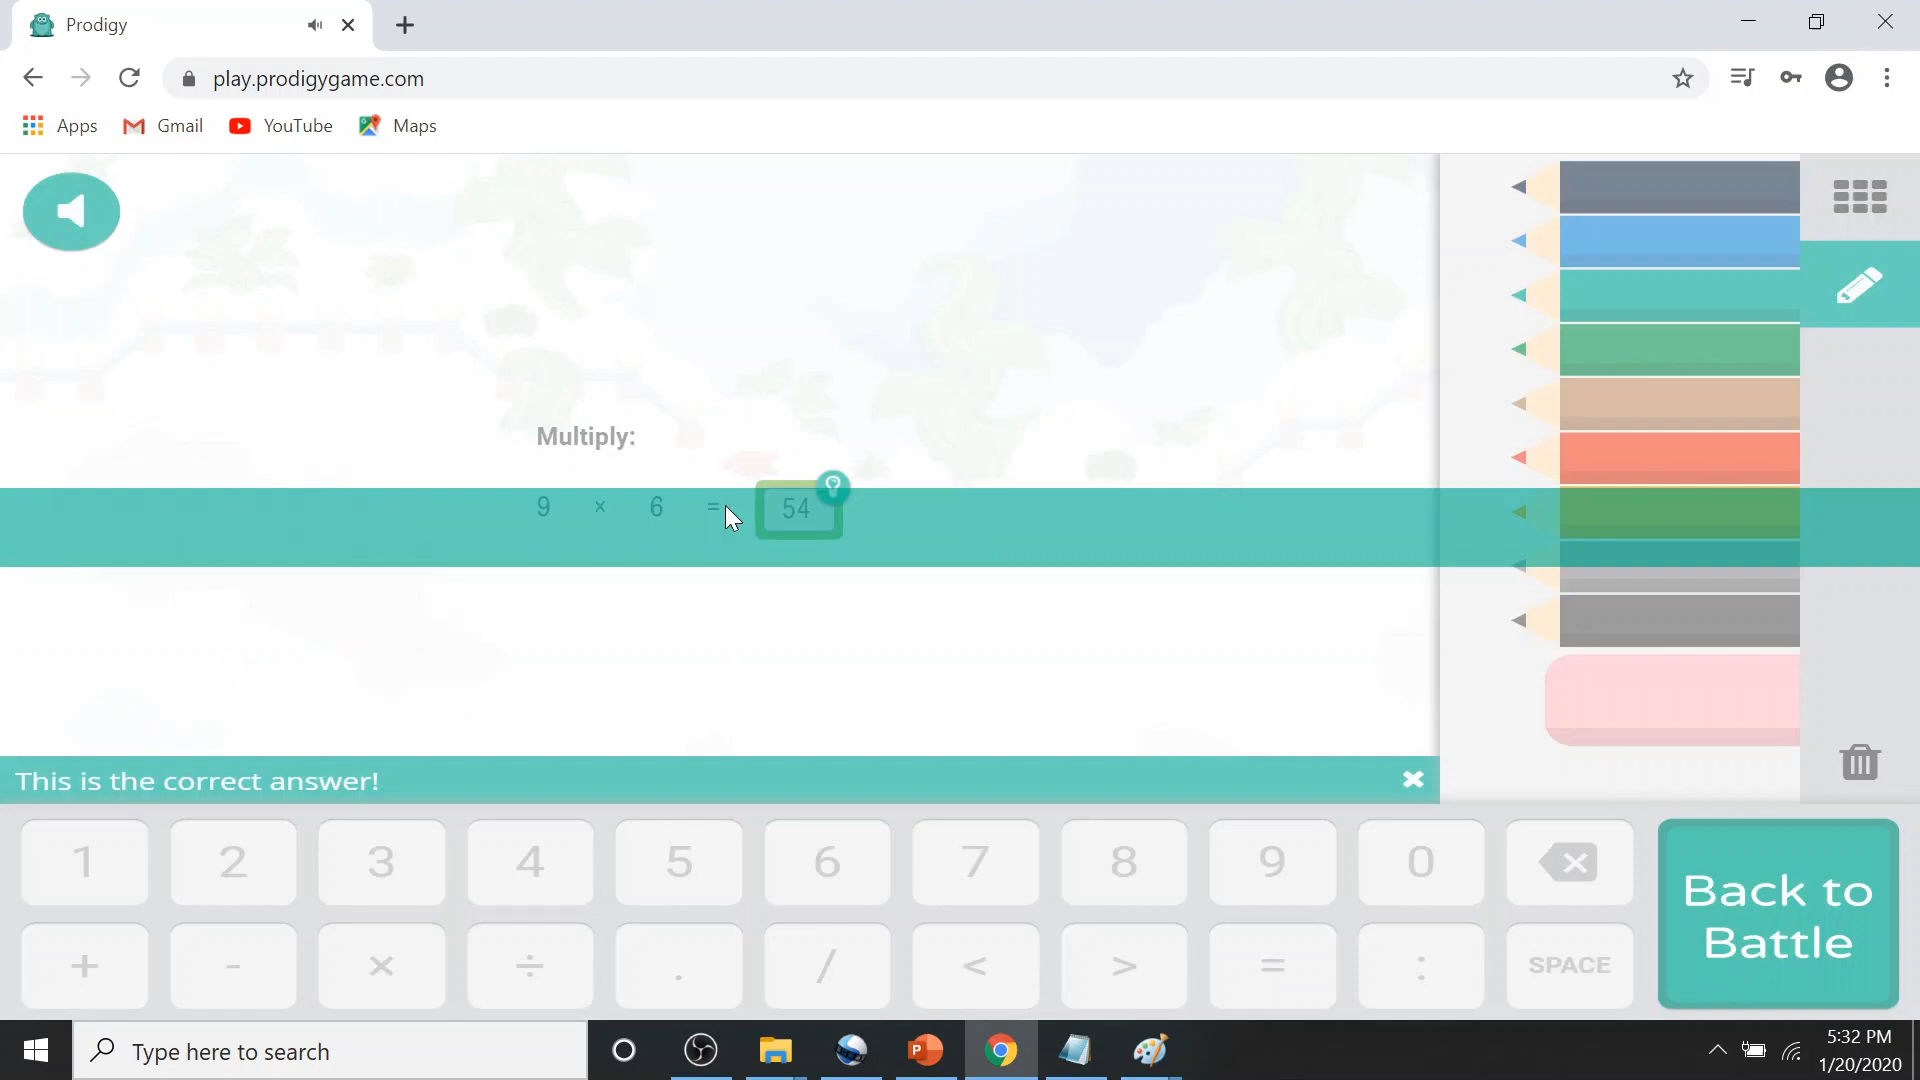 Prodigy
play.prodigygame.com
Apps Gmail YouTube Maps
Multiply:
9 × 6 = 54
This is the correct answer!
1 2 3 4 5 6 7 8 9 0
+ - × ÷ . / < > = : SPACE
Back to
Battle
Type here to search
5:32 PM
1/20/2020